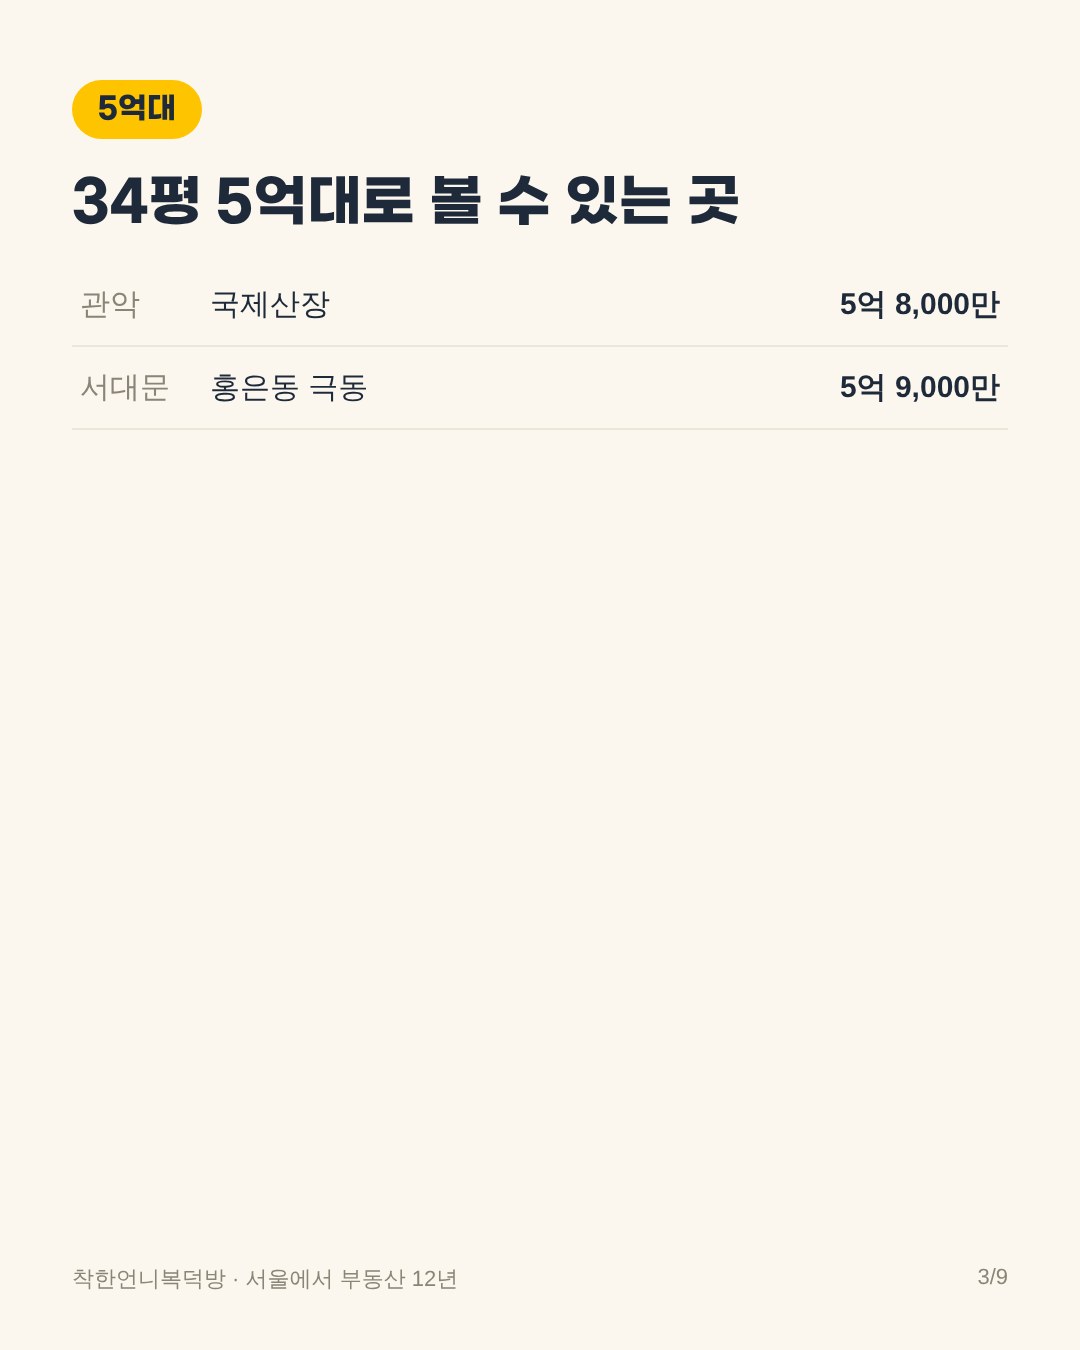 5억대
34평 5억대로 볼 수 있는 곳
관악 국제산장 5억 8,000만
서대문 홍은동 극동 5억 9,000만
착한언니복덕방 · 서울에서 부동산 12년 3/9